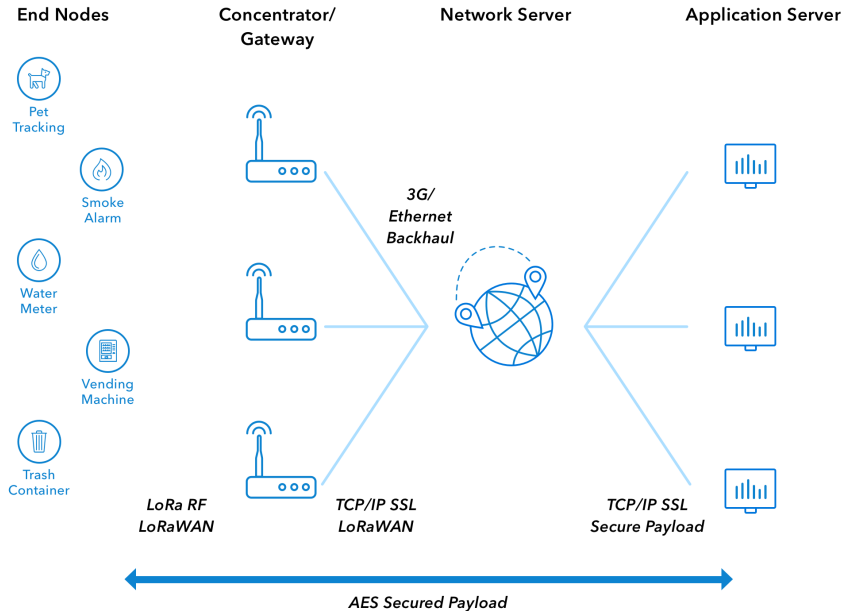 End Nodes
Concentrator/
Gateway
Network Server
Application Server
Pet
Tracking
Smoke
Alarm
Water
Meter
Vending
Machine
Trash
Container
3G/
Ethernet
Backhaul
LoRa RF
LoRaWAN
TCP/IP SSL
LoRaWAN
TCP/IP SSL
Secure Payload
AES Secured Payload